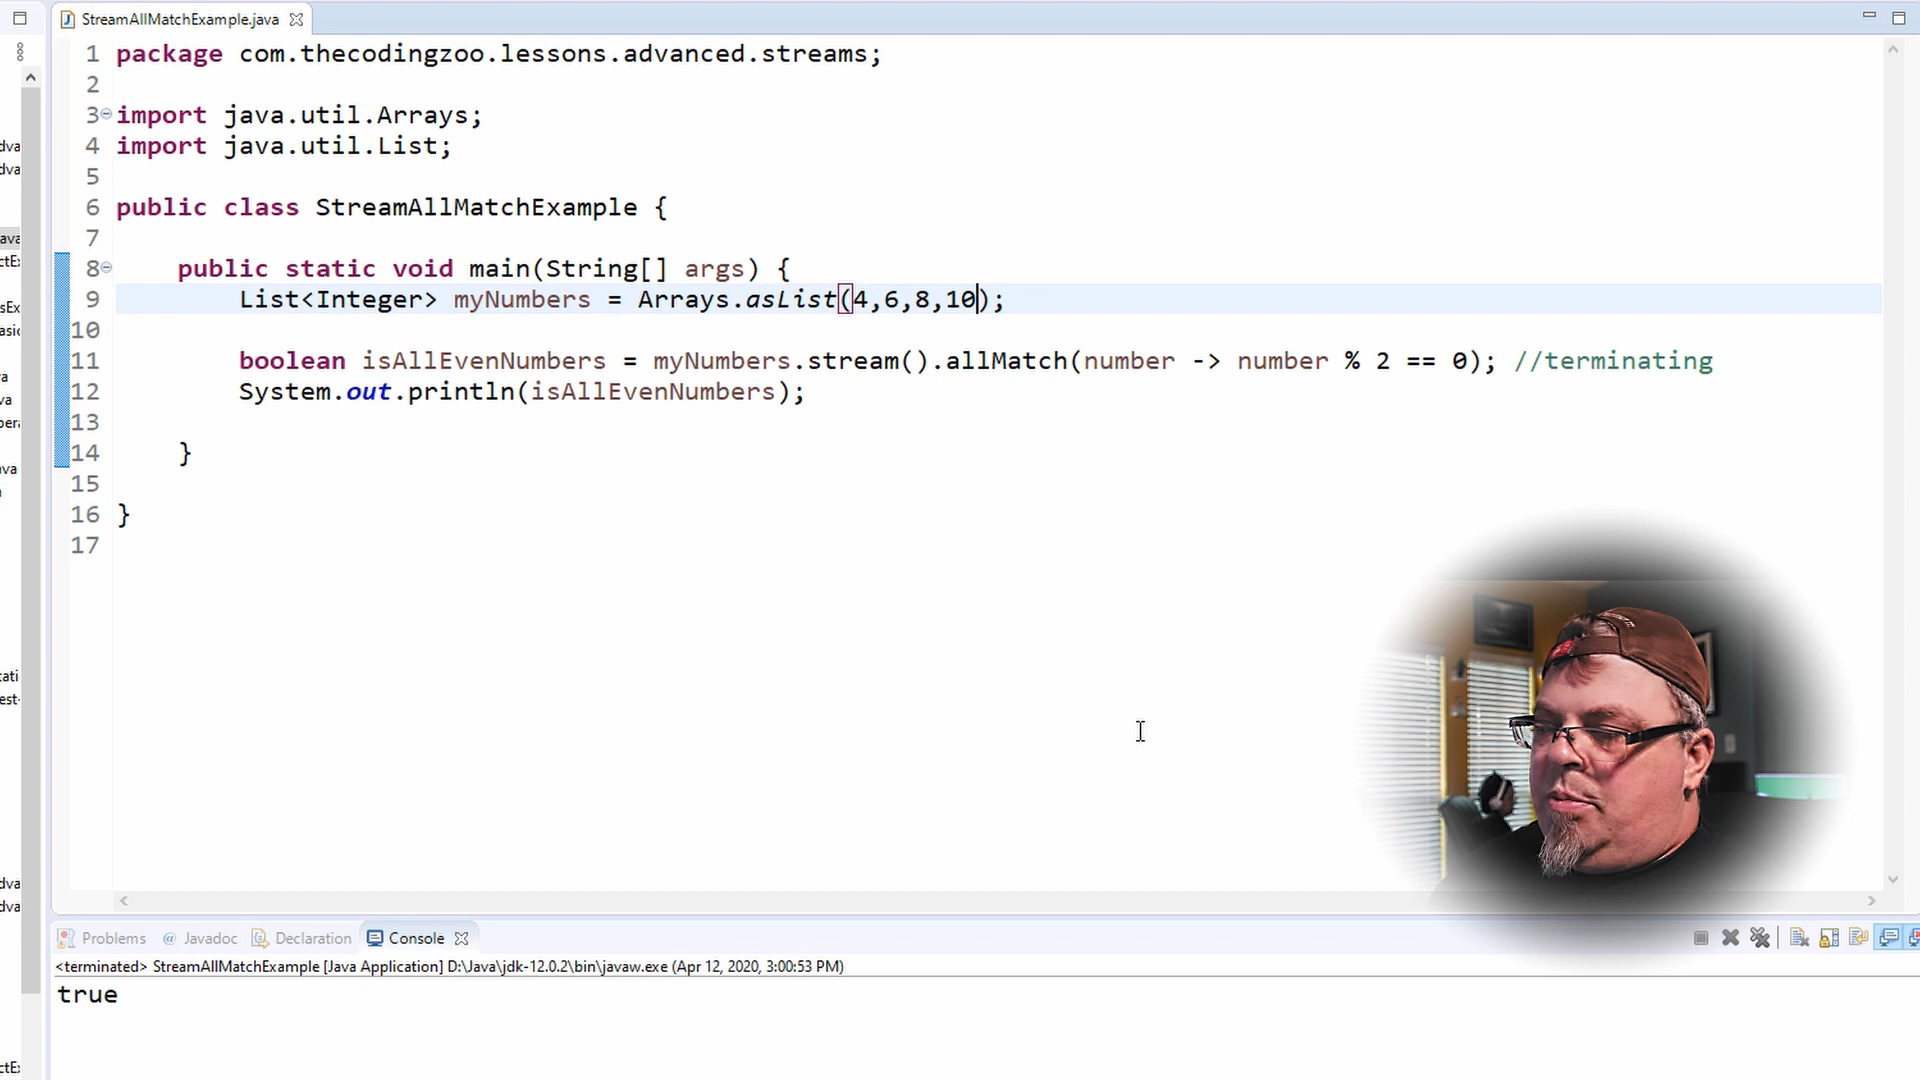 StreamAllMatchExample.java
1 package com.thecodingzoo.lessons.advanced.streams;
2
3 import java.util.Arrays;
4 import java.util.List;
5
6 public class StreamAllMatchExample {
7
8 public static void main(String[] args) {
9 List<Integer> myNumbers = Arrays.asList(4,6,8,10);
10
11 boolean isAllEvenNumbers = myNumbers.stream().allMatch(number -> number % 2 == 0); //terminating
12 System.out.println(isAllEvenNumbers);
13
14 }
15
16 }
17
Problems @ Javadoc Declaration Console
<terminated> StreamAllMatchExample [Java Application] D:\Java\jdk-12.0.2\bin\javaw.exe (Apr 12, 2020, 3:00:53 PM)
true